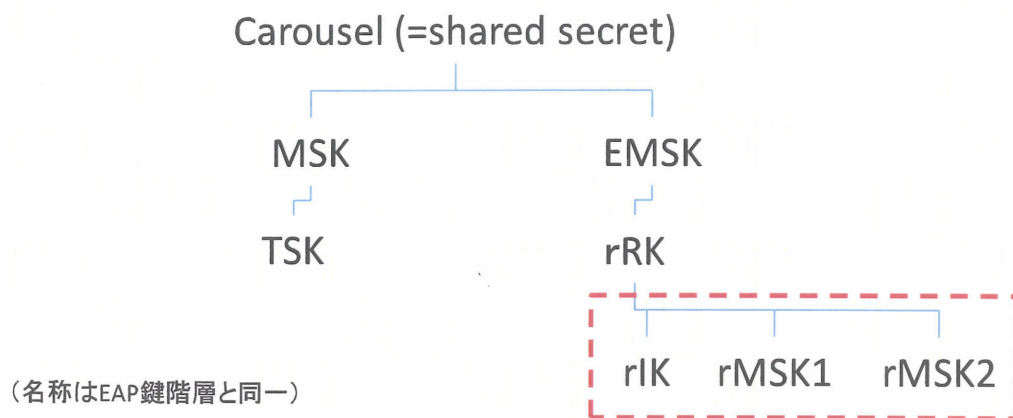 Carousel (=shared secret)
MSK EMSK
TSK rRK
rIK rMSK1 rMSK2
(名称はEAP鍵階層と同一)